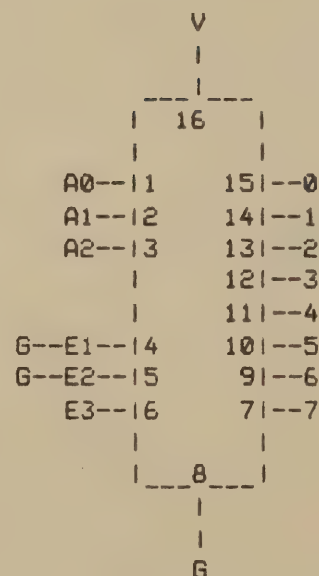 V
16
A0--|1 15|--0
A1--|2 14|--1
A2--|3 13|--2
12|--3
11|--4
G--E1--|4 10|--5
G--E2--|5 9|--6
E3--|6 7|--7
8
G